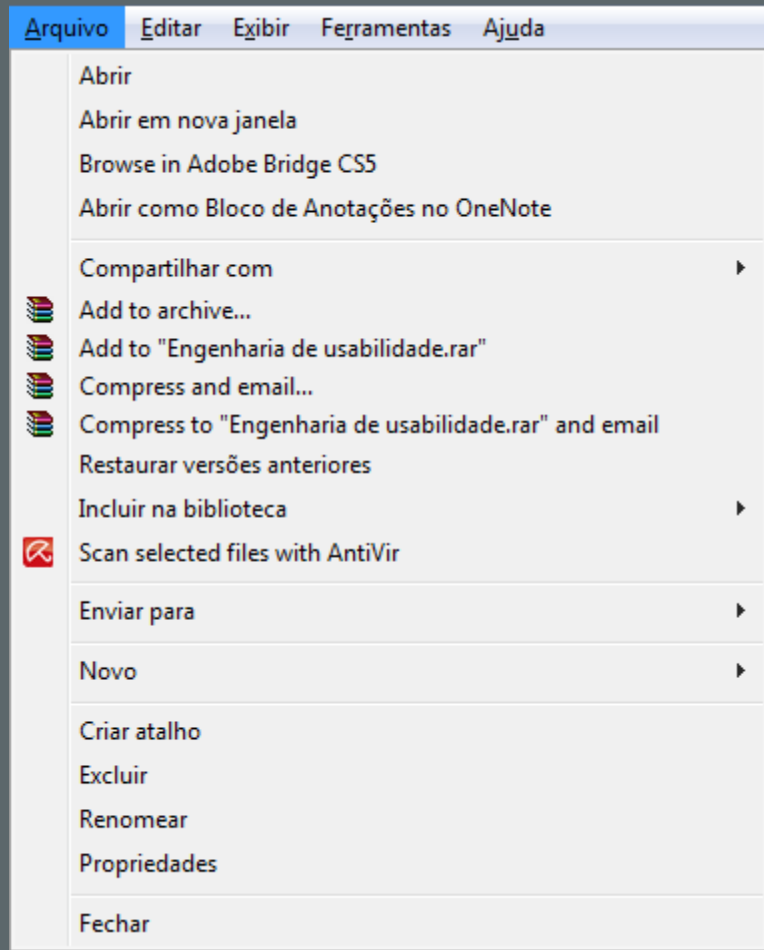 Arquivo Editar Exibir Ferramentas Ajuda
Abrir
Abrir em nova janela
Browse in Adobe Bridge CS5
Abrir como Bloco de Anotações no OneNote
Compartilhar com
Add to archive...
Add to "Engenharia de usabilidade.rar"
Compress and email...
Compress to "Engenharia de usabilidade.rar" and email
Restaurar versões anteriores
Incluir na biblioteca
Scan selected files with AntiVir
Enviar para
Novo
Criar atalho
Excluir
Renomear
Propriedades
Fechar